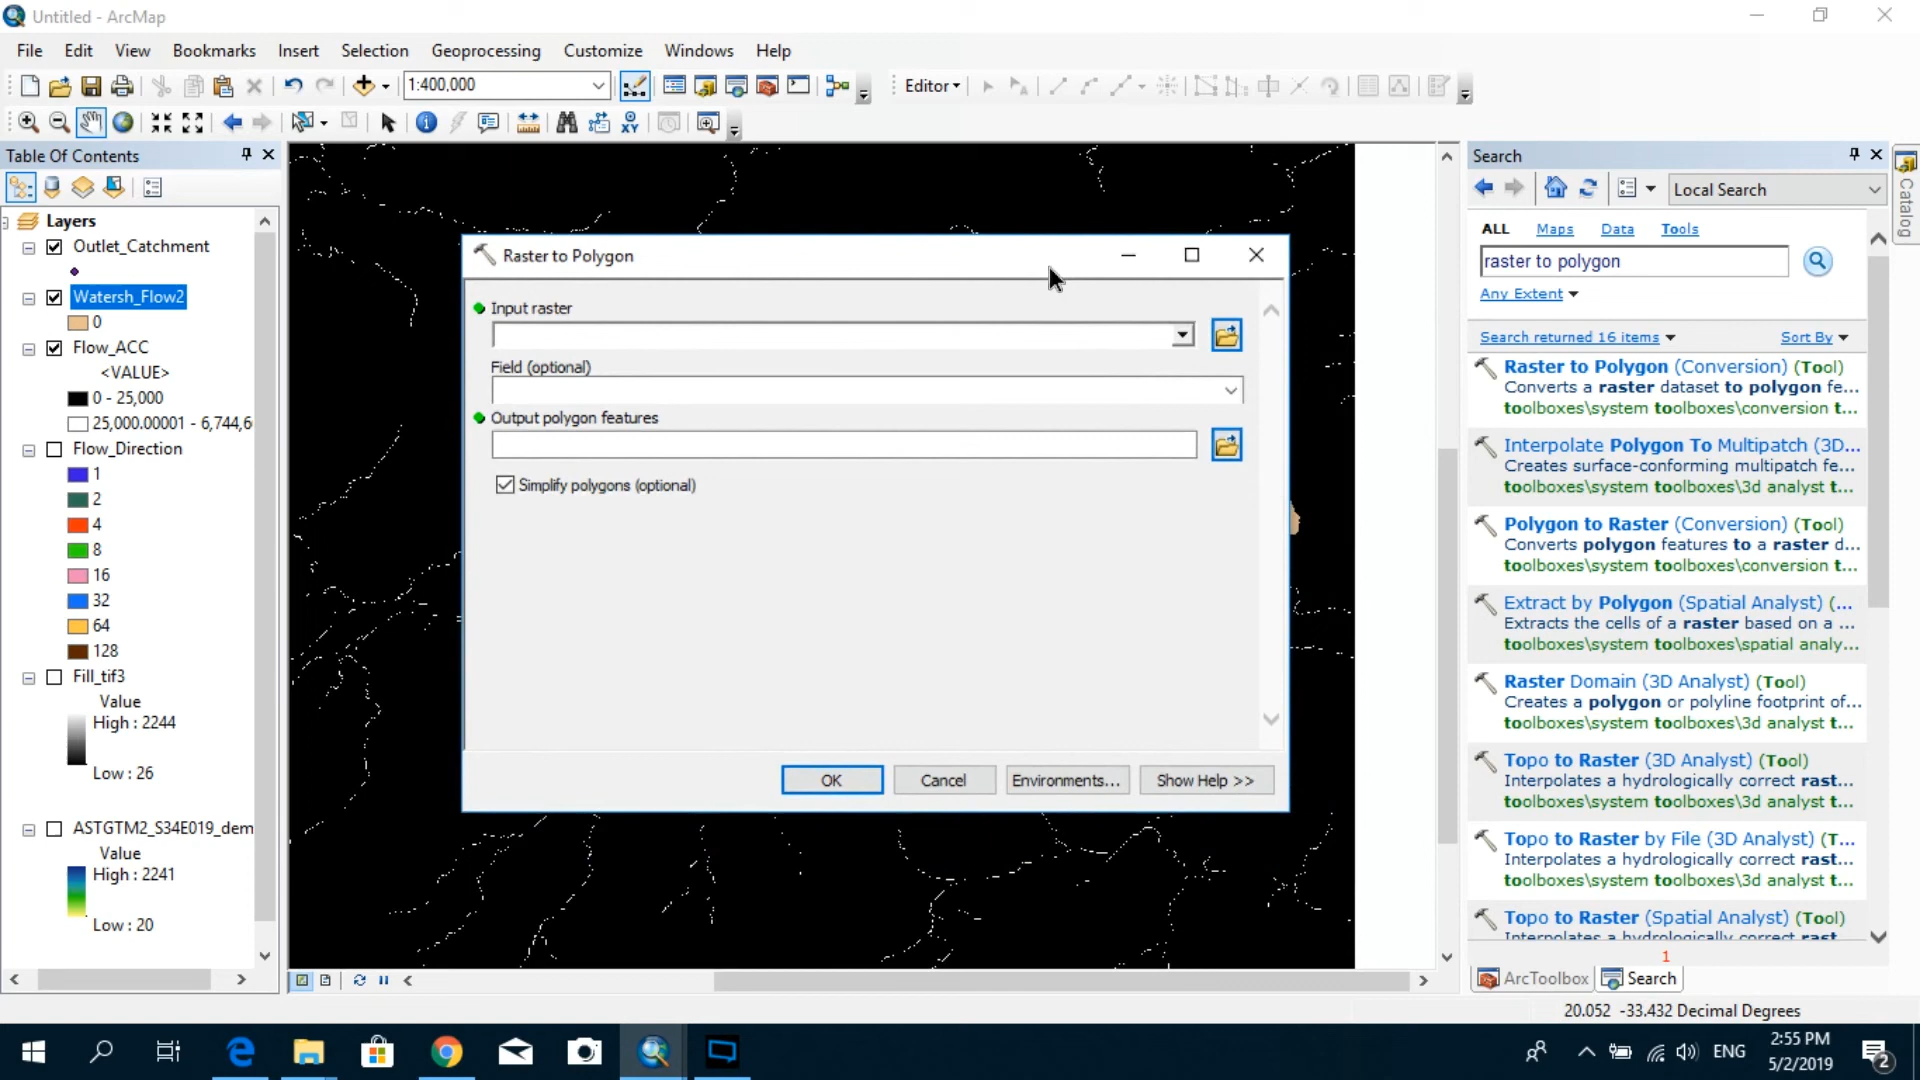 Untitled - ArcMap
File Edit View Bookmarks Insert Selection Geoprocessing Customize Windows Help
1:400,000
Editor
Table Of Contents
Layers
Outlet_Catchment
Watersh_Flow2
0
Flow_ACC
<VALUE>
0 - 25,000
25,000.00001 - 6,744,6
Flow_Direction
1
2
4
8
16
32
64
128
Fill_tif3
Value
High : 2244
Low : 26
ASTGTM2_S34E019_dem
Value
High : 2241
Low : 20
Raster to Polygon
Input raster
Field (optional)
Output polygon features
Simplify polygons (optional)
OK Cancel Environments... Show Help >>
Search
Local Search
ALL Maps Data Tools
raster to polygon
Any Extent
Search returned 16 items Sort By
Raster to Polygon (Conversion) (Tool)
Converts a raster dataset to polygon fe...
toolboxes\system toolboxes\conversion t...
Interpolate Polygon To Multipatch (3D...
Creates surface-conforming multipatch fe...
toolboxes\system toolboxes\3d analyst t...
Polygon to Raster (Conversion) (Tool)
Converts polygon features to a raster d...
toolboxes\system toolboxes\conversion t...
Extract by Polygon (Spatial Analyst) (...
Extracts the cells of a raster based on a ...
toolboxes\system toolboxes\spatial analy...
Raster Domain (3D Analyst) (Tool)
Creates a polygon or polyline footprint of...
toolboxes\system toolboxes\3d analyst t...
Topo to Raster (3D Analyst) (Tool)
Interpolates a hydrologically correct rast...
toolboxes\system toolboxes\3d analyst t...
Topo to Raster by File (3D Analyst) (T...
Interpolates a hydrologically correct rast...
toolboxes\system toolboxes\3d analyst t...
Topo to Raster (Spatial Analyst) (Tool)
Interpolates a hydrologically correct rast
1
ArcToolbox Search
Catalog
20.052 -33.432 Decimal Degrees
ENG
2:55 PM
5/2/2019
2